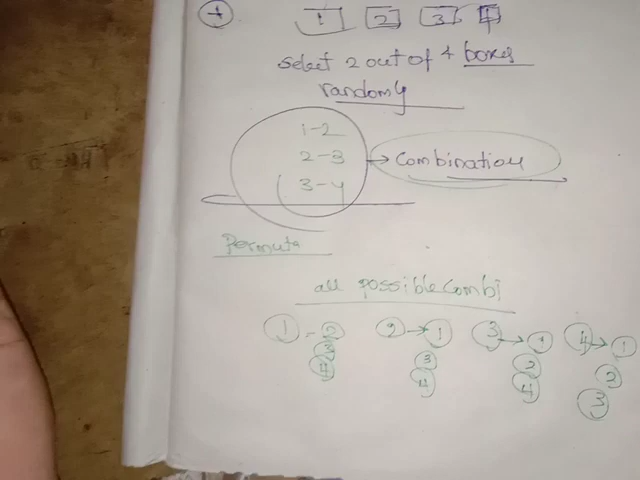 1 2 3 4
select 2 out of 4 boxes
randomly
1-2
2-3 → Combination
3-4
Permuta
all possible Combi
1 - 2 2 → 1 3 → 1 4 → 1
3 3 2 2
4 4 4 3